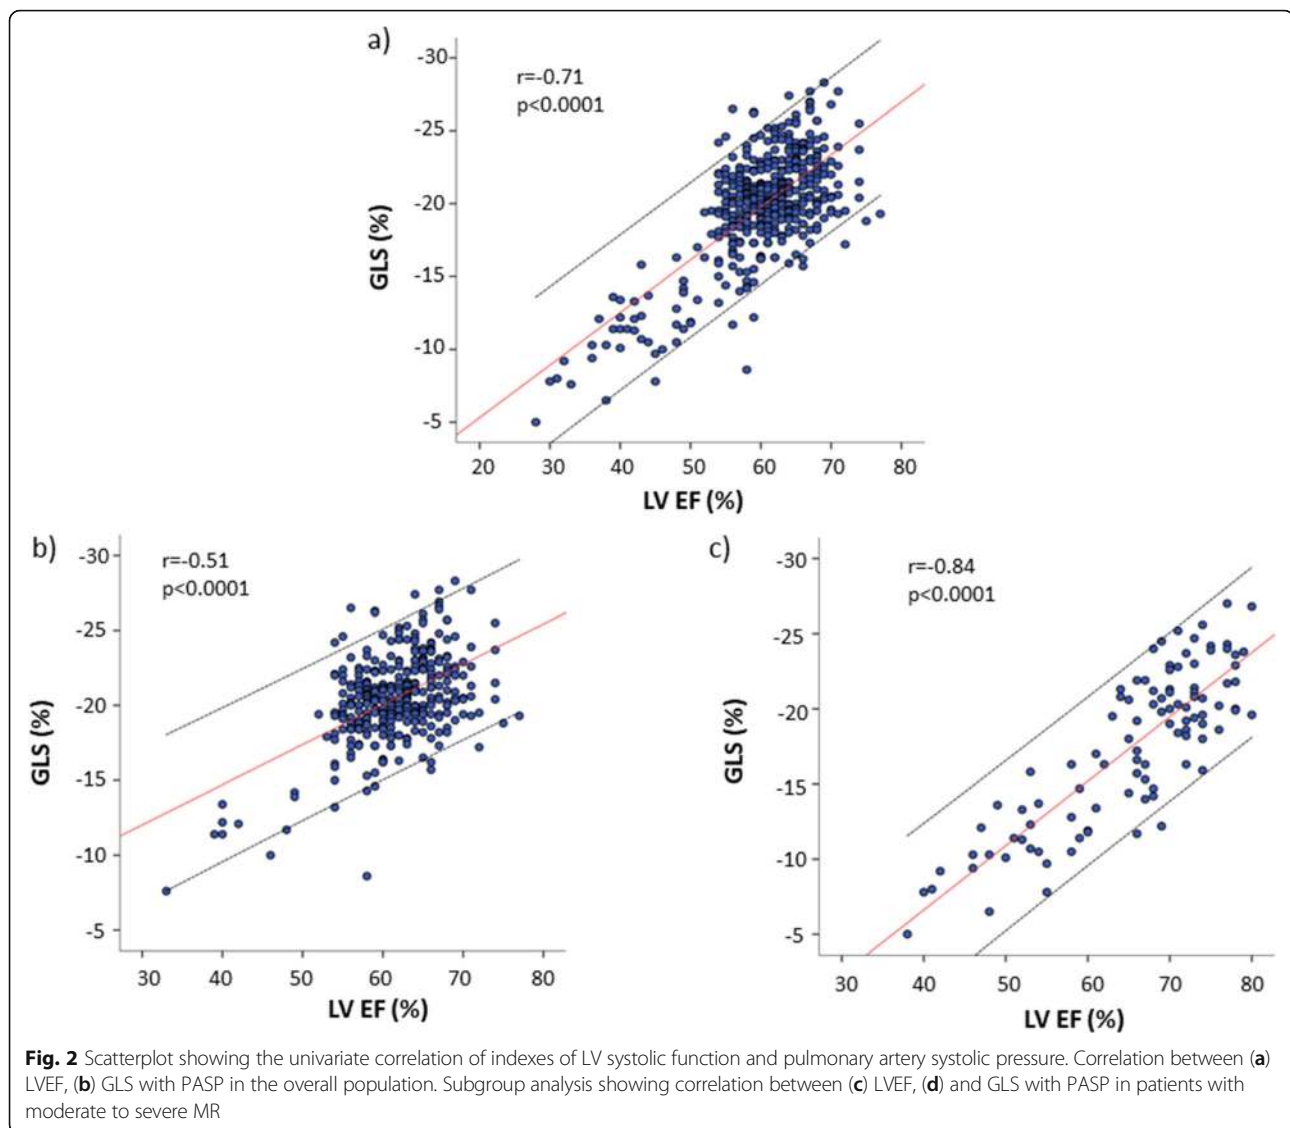 a)
r=-0.71
p<0.0001
-30
-25
-20
-15
-10
-5
GLS (%)
20 30 40 50 60 70 80
LV EF (%)
b)
r=-0.51
p<0.0001
-30
-25
-20
-15
-10
-5
GLS (%)
30 40 50 60 70 80
LV EF (%)
c)
r=-0.84
p<0.0001
-30
-25
-20
-15
-10
-5
GLS (%)
30 40 50 60 70 80
LV EF (%)
Fig. 2 Scatterplot showing the univariate correlation of indexes of LV systolic function and pulmonary artery systolic pressure. Correlation between (a)
LVEF, (b) GLS with PASP in the overall population. Subgroup analysis showing correlation between (c) LVEF, (d) and GLS with PASP in patients with
moderate to severe MR